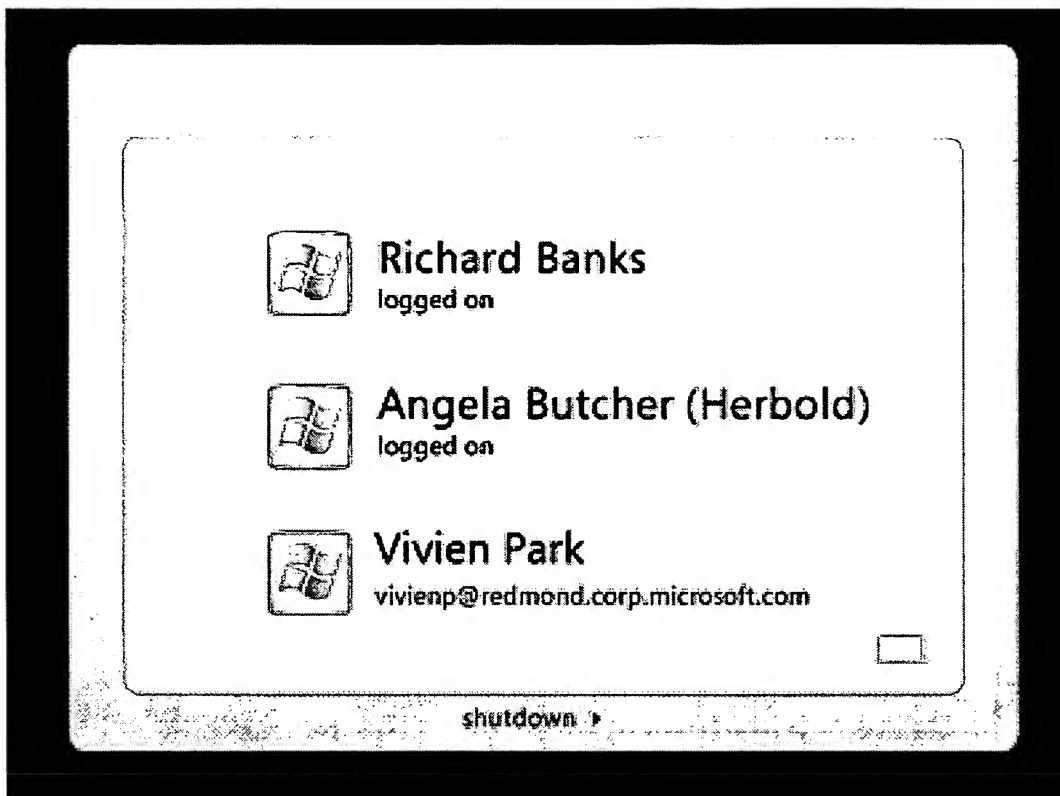 Richard Banks
logged on
Angela Butcher (Herbold)
logged on
Vivien Park
vivienp@redmond.corp.microsoft.com
shutdown